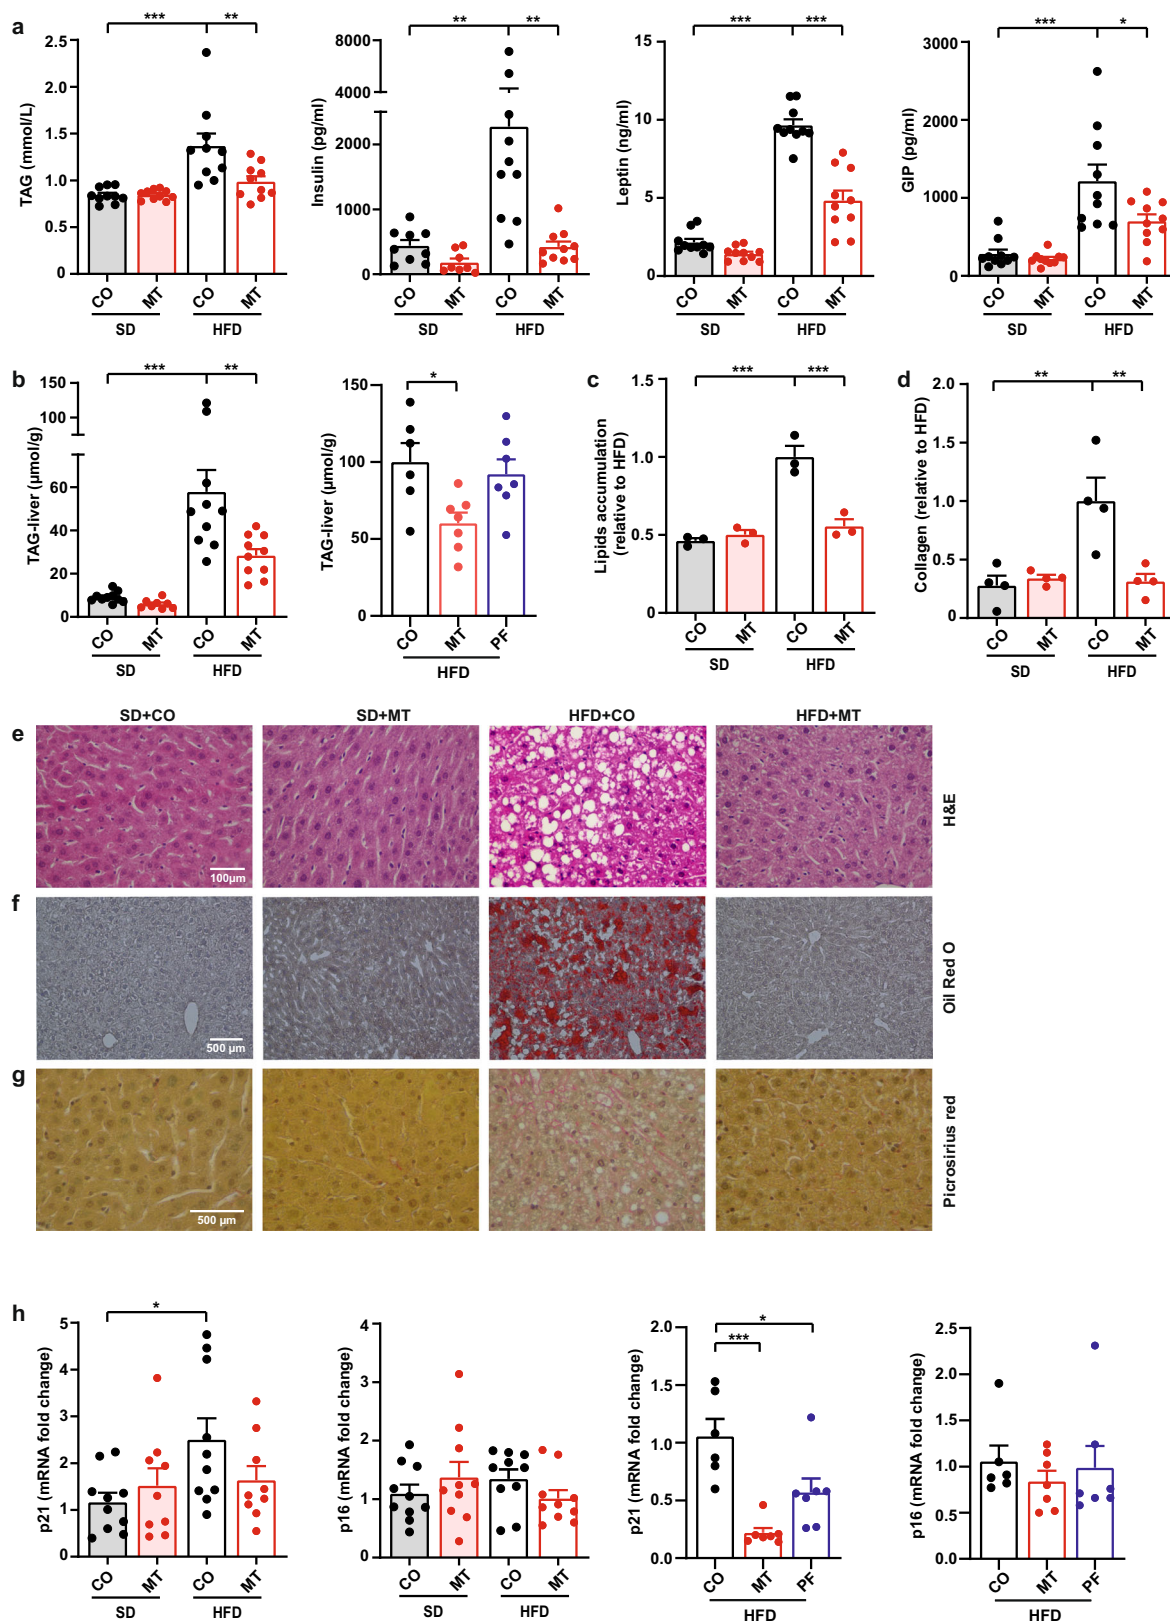 a
*** **
TAG
(mmol/L)
2.5
2.0
1.5
1.0
0.5
0
CO MT CO MT
SD HFD
** **
Insulin (pg/ml)
8000
4000
2000
1000
0
CO MT CO MT
SD HFD
*** ***
Leptin (ng/ml)
15
10
5
0
CO MT CO MT
SD HFD
*** *
GIP (pg/ml)
3000
2000
1000
0
CO MT CO MT
SD HFD
b
*** **
TAG-liver (µmol/g)
150
100
60
40
20
0
CO MT CO MT
SD HFD
*
TAG-liver (µmol/g)
150
100
50
0
CO MT PF
HFD
c
*** ***
Lipids accumulation
(relative to HFD)
1.5
1.0
0.5
0
CO MT CO MT
SD HFD
d
** **
Collagen (relative to HFD)
2.0
1.5
1.0
0.5
0
CO MT CO MT
SD HFD
SD+CO SD+MT HFD+CO HFD+MT
e
100µm
H&E
f
500 µm
Oil Red O
g
500 µm
Picrosirius red
h
*
p21 (mRNA fold change)
5
4
3
2
1
0
CO MT CO MT
SD HFD
p16 (mRNA fold change)
4
3
2
1
0
CO MT CO MT
SD HFD
*
***
p21 (mRNA fold change)
2.0
1.5
1.0
0.5
0.0
CO MT PF
HFD
p16 (mRNA fold change)
2.5
2.0
1.5
1.0
0.5
0.0
CO MT PF
HFD